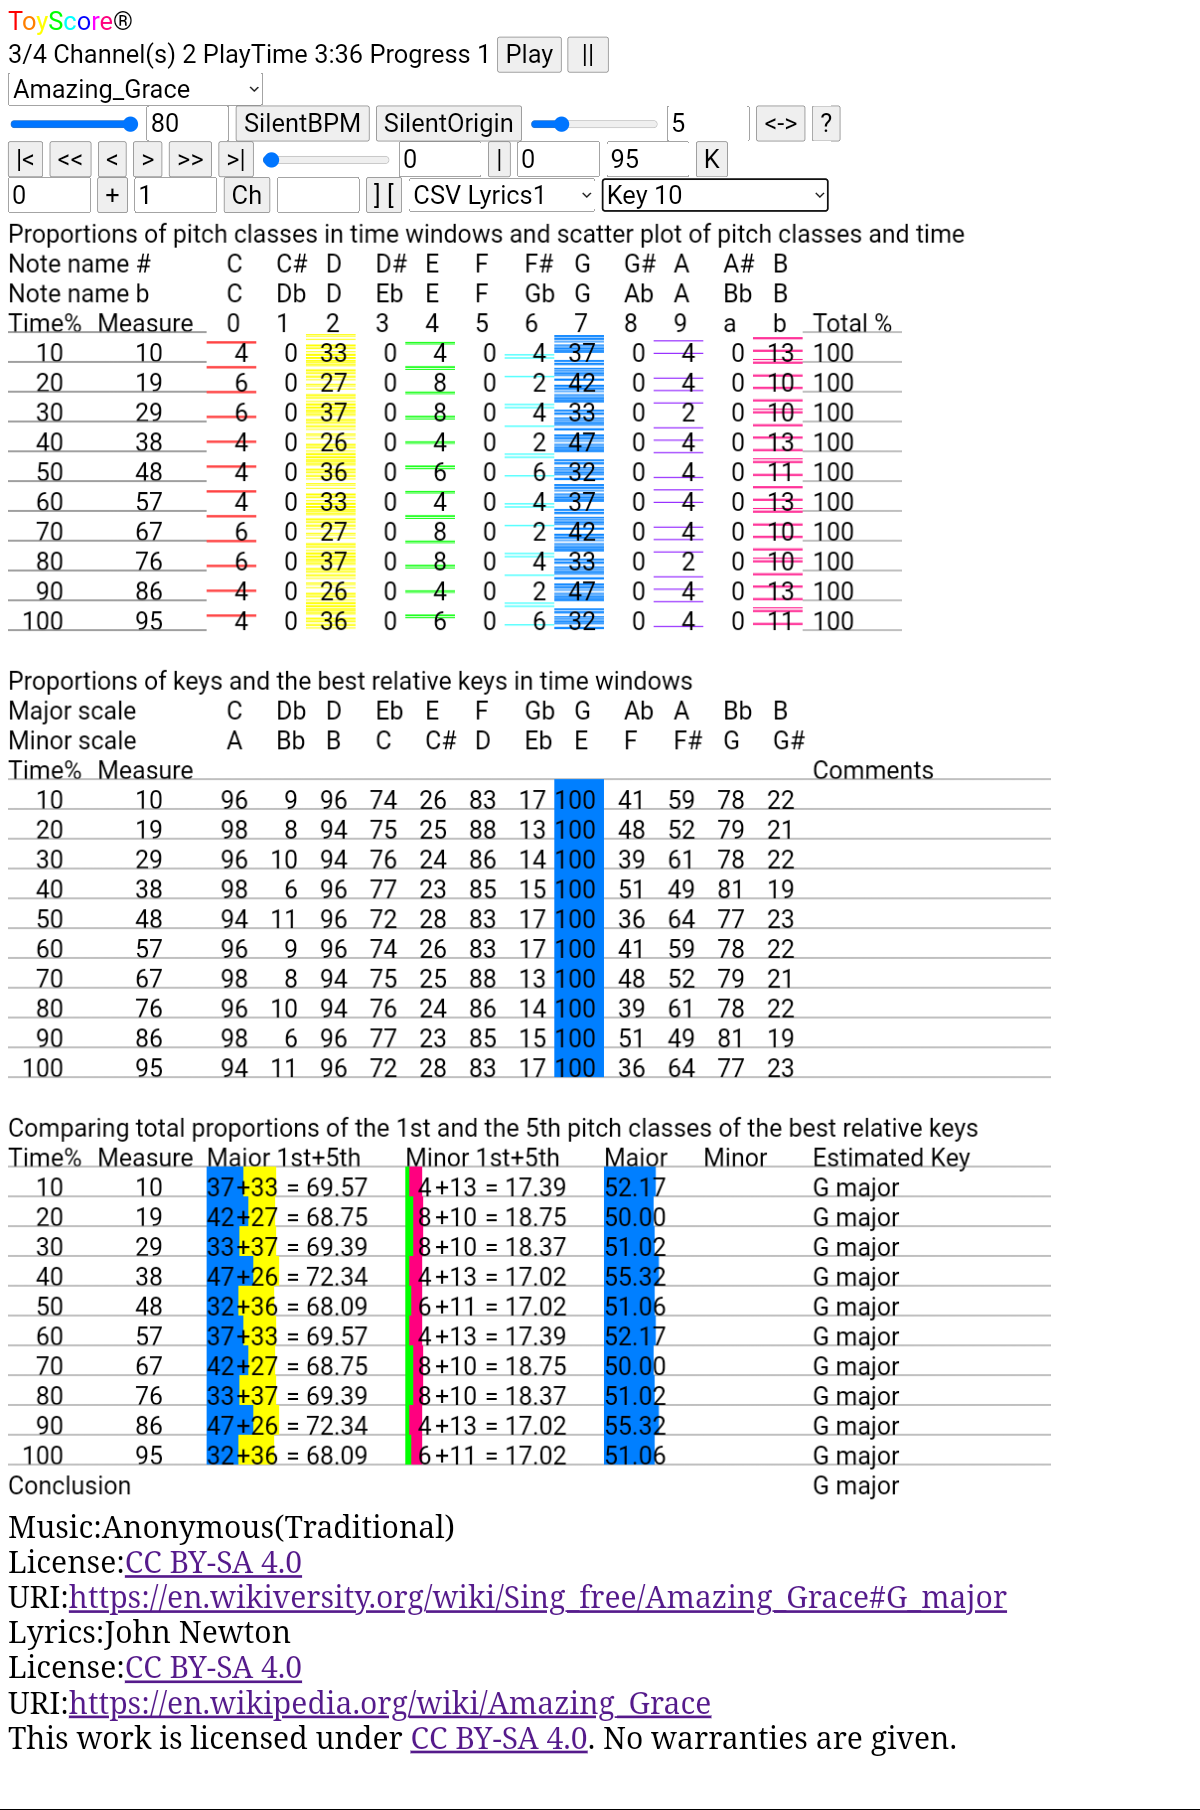 ToyScore®
3/4 Channel(s) 2 PlayTime 3:36 Progress 1 Play ||
Amazing_Grace
80 SilentBPM SilentOrigin 5 <-> ?
|< << < > >> >| 0 | 0 95 K
0 + 1 Ch ] [ CSV Lyrics1 Key 10
Proportions of pitch classes in time windows and scatter plot of pitch classes and time
Note name # C C# D D# E F F# G G# A A# B
Note name b C Db D Eb E F Gb G Ab A Bb B
Time% Measure 0 1 2 3 4 5 6 7 8 9 a b Total %
10 10 4 0 33 0 4 0 4 37 0 4 0 13 100
20 19 6 0 27 0 8 0 2 42 0 4 0 10 100
30 29 6 0 37 0 8 0 4 33 0 2 0 10 100
40 38 4 0 26 0 4 0 2 47 0 4 0 13 100
50 48 4 0 36 0 6 0 6 32 0 4 0 11 100
60 57 4 0 33 0 4 0 4 37 0 4 0 13 100
70 67 6 0 27 0 8 0 2 42 0 4 0 10 100
80 76 6 0 37 0 8 0 4 33 0 2 0 10 100
90 86 4 0 26 0 4 0 2 47 0 4 0 13 100
100 95 4 0 36 0 6 0 6 32 0 4 0 11 100
Proportions of keys and the best relative keys in time windows
Major scale C Db D Eb E F Gb G Ab A Bb B
Minor scale A Bb B C C# D Eb E F F# G G#
Time% Measure Comments
10 10 96 9 96 74 26 83 17 100 41 59 78 22
20 19 98 8 94 75 25 88 13 100 48 52 79 21
30 29 96 10 94 76 24 86 14 100 39 61 78 22
40 38 98 6 96 77 23 85 15 100 51 49 81 19
50 48 94 11 96 72 28 83 17 100 36 64 77 23
60 57 96 9 96 74 26 83 17 100 41 59 78 22
70 67 98 8 94 75 25 88 13 100 48 52 79 21
80 76 96 10 94 76 24 86 14 100 39 61 78 22
90 86 98 6 96 77 23 85 15 100 51 49 81 19
100 95 94 11 96 72 28 83 17 100 36 64 77 23
Comparing total proportions of the 1st and the 5th pitch classes of the best relative keys
Time% Measure Major 1st+5th Minor 1st+5th Major Minor Estimated Key
10 10 37+33 = 69.57 4+13 = 17.39 52.17 G major
20 19 42+27 = 68.75 8+10 = 18.75 50.00 G major
30 29 33+37 = 69.39 8+10 = 18.37 51.02 G major
40 38 47+26 = 72.34 4+13 = 17.02 55.32 G major
50 48 32+36 = 68.09 6+11 = 17.02 51.06 G major
60 57 37+33 = 69.57 4+13 = 17.39 52.17 G major
70 67 42+27 = 68.75 8+10 = 18.75 50.00 G major
80 76 33+37 = 69.39 8+10 = 18.37 51.02 G major
90 86 47+26 = 72.34 4+13 = 17.02 55.32 G major
100 95 32+36 = 68.09 6+11 = 17.02 51.06 G major
Conclusion G major
Music:Anonymous(Traditional)
License:CC BY-SA 4.0
URI:https://en.wikiversity.org/wiki/Sing_free/Amazing_Grace#G_major
Lyrics:John Newton
License:CC BY-SA 4.0
URI:https://en.wikipedia.org/wiki/Amazing_Grace
This work is licensed under CC BY-SA 4.0. No warranties are given.